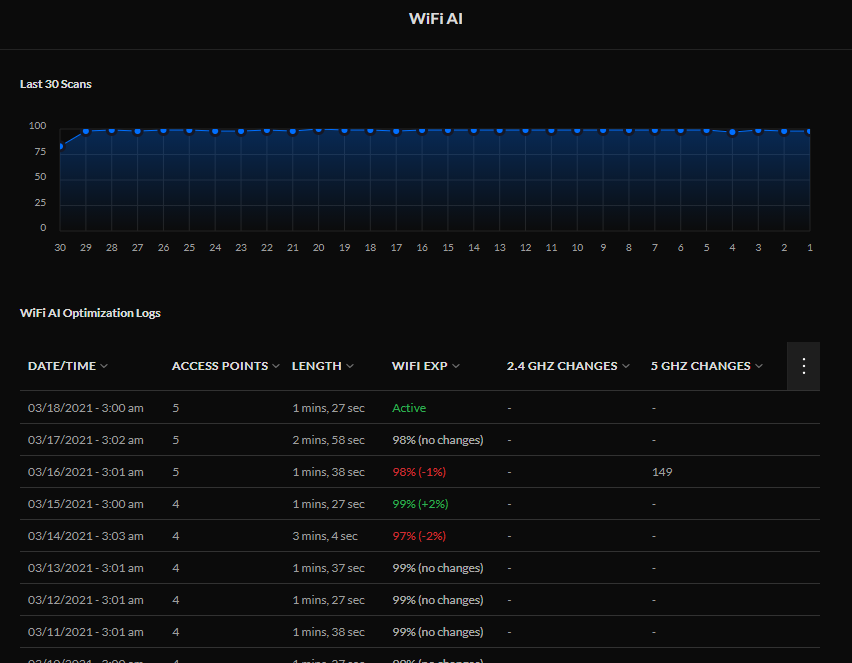 WiFi AI
Last 30 Scans
100
75
50
25
0
30 29 28 27 26 25 24 23 22 21 20 19 18 17 16 15 14 13 12 11 10 9 8 7 6 5 4 3 2 1
WiFi AI Optimization Logs
DATE/TIME ACCESS POINTS LENGTH WIFI EXP 2.4 GHZ CHANGES 5 GHZ CHANGES
03/18/2021 - 3:00 am 5 1 mins, 27 sec Active - -
03/17/2021 - 3:02 am 5 2 mins, 58 sec 98% (no changes) - -
03/16/2021 - 3:01 am 5 1 mins, 38 sec 98% (-1%) - 149
03/15/2021 - 3:00 am 4 1 mins, 27 sec 99% (+2%) - -
03/14/2021 - 3:03 am 4 3 mins, 4 sec 97% (-2%) - -
03/13/2021 - 3:01 am 4 1 mins, 37 sec 99% (no changes) - -
03/12/2021 - 3:01 am 4 1 mins, 27 sec 99% (no changes) - -
03/11/2021 - 3:01 am 4 1 mins, 38 sec 99% (no changes) - -